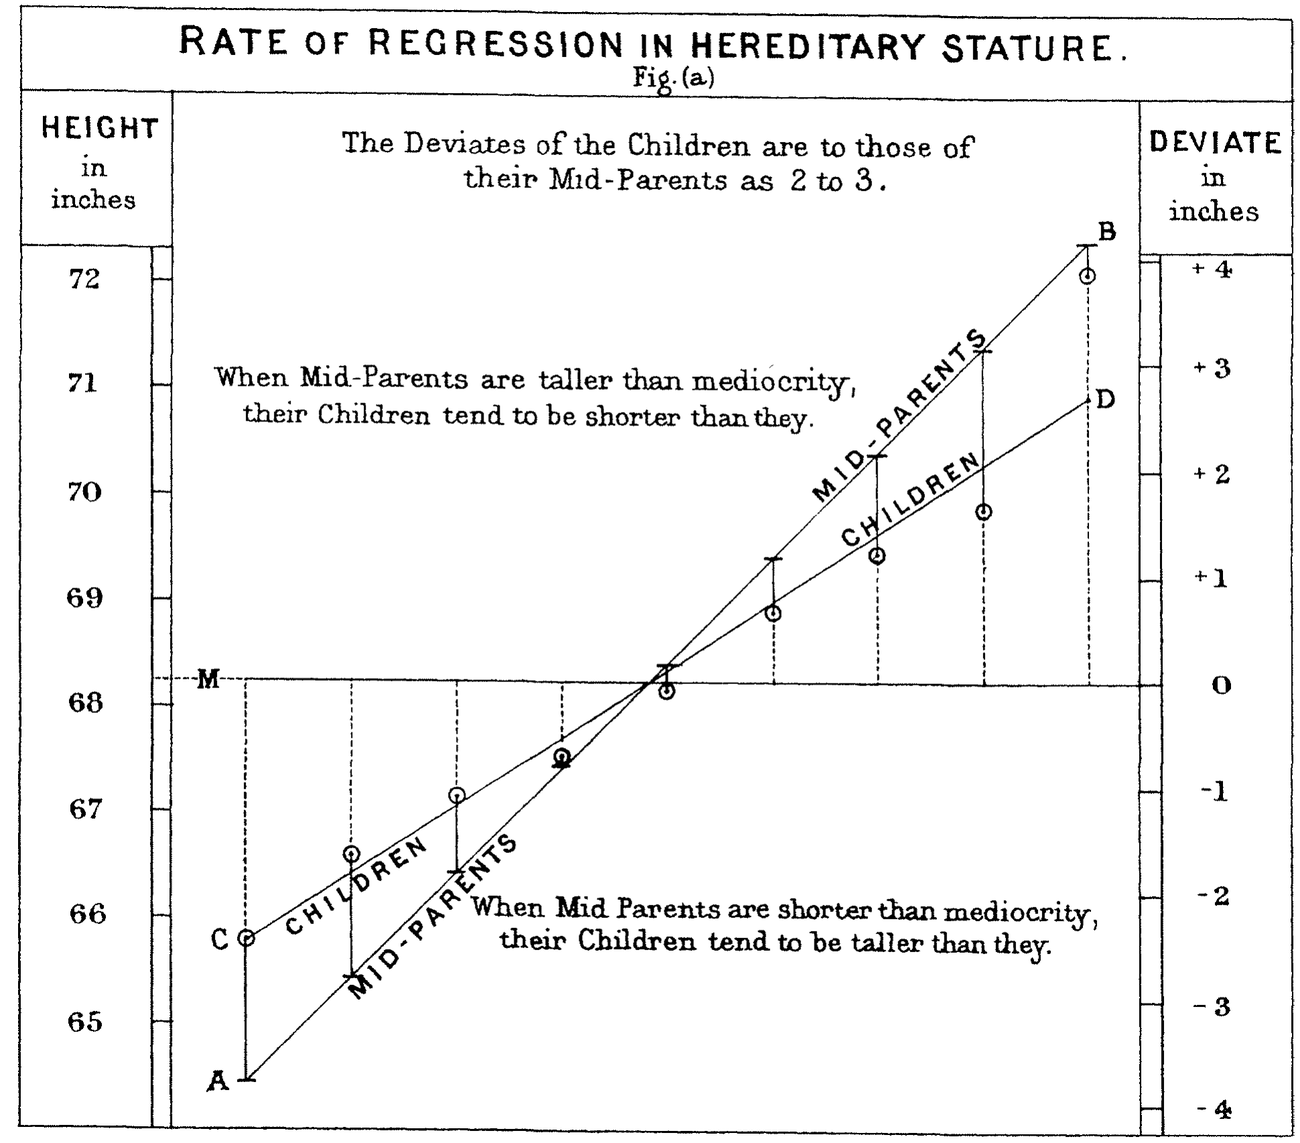 RATE OF REGRESSION IN HEREDITARY STATURE.
Fig. (a)
HEIGHT
in
inches
The Deviates of the Children are to those of
their Mid-Parents as 2 to 3.
DEVIATE
in
inches
B
72
+ 4
When Mid-Parents are taller than mediocrity,
their Children tend to be shorter than they.
71
+ 3
MID-PARENTS
D
70
+ 2
CHILDREN
69
+ 1
M
0
68
67
- 1
CHILDREN
MID-PARENTS
66
- 2
When Mid Parents are shorter than mediocrity,
their Children tend to be taller than they.
C
65
- 3
A
- 4